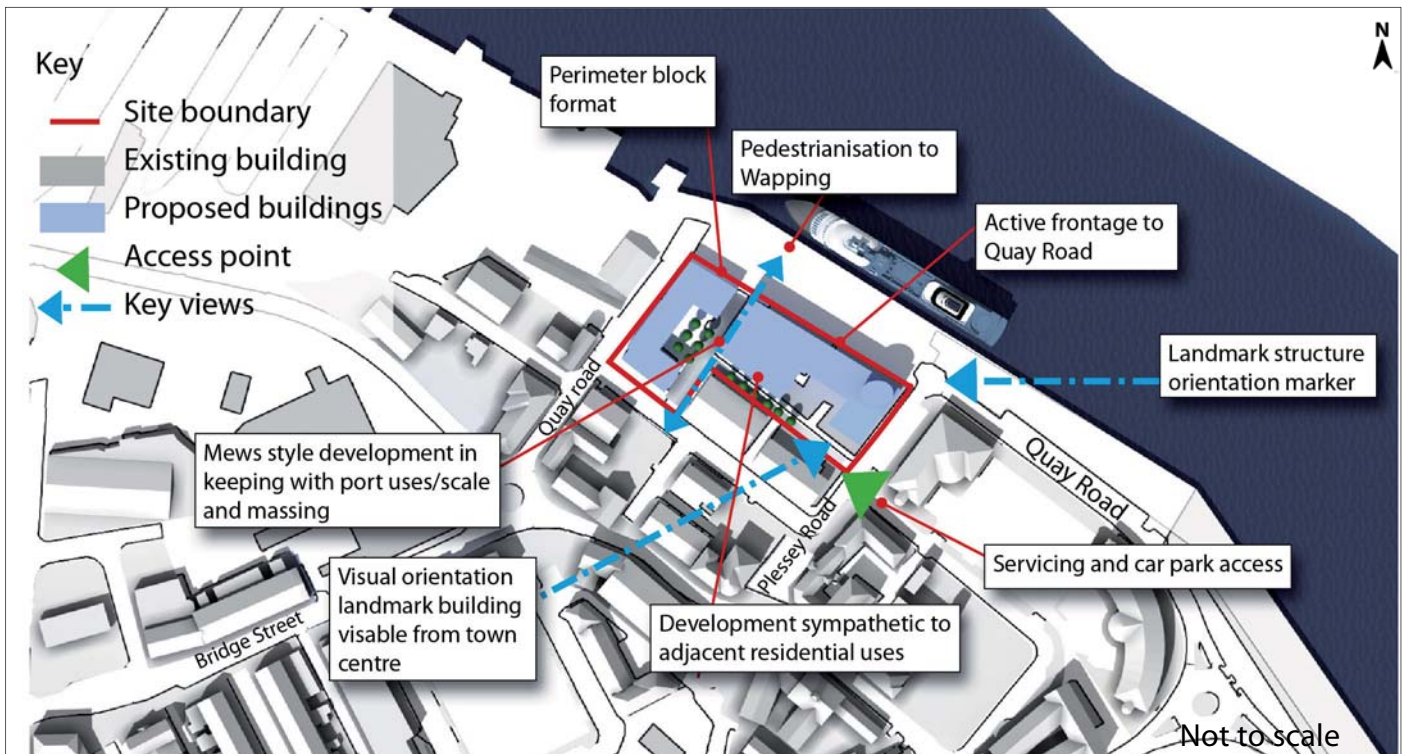 N
Key
Site boundary
Existing building
Proposed buildings
Access point
Key views
Perimeter block
format
Pedestrianisation to
Wapping
Active frontage to
Quay Road
Landmark structure
orientation marker
Quay road
Quay Road
Mews style development in
keeping with port uses/scale
and massing
Plessey Road
Servicing and car park access
Visual orientation
landmark building
visable from town
centre
Development sympathetic to
adjacent residential uses
Bridge Street
Not to scale